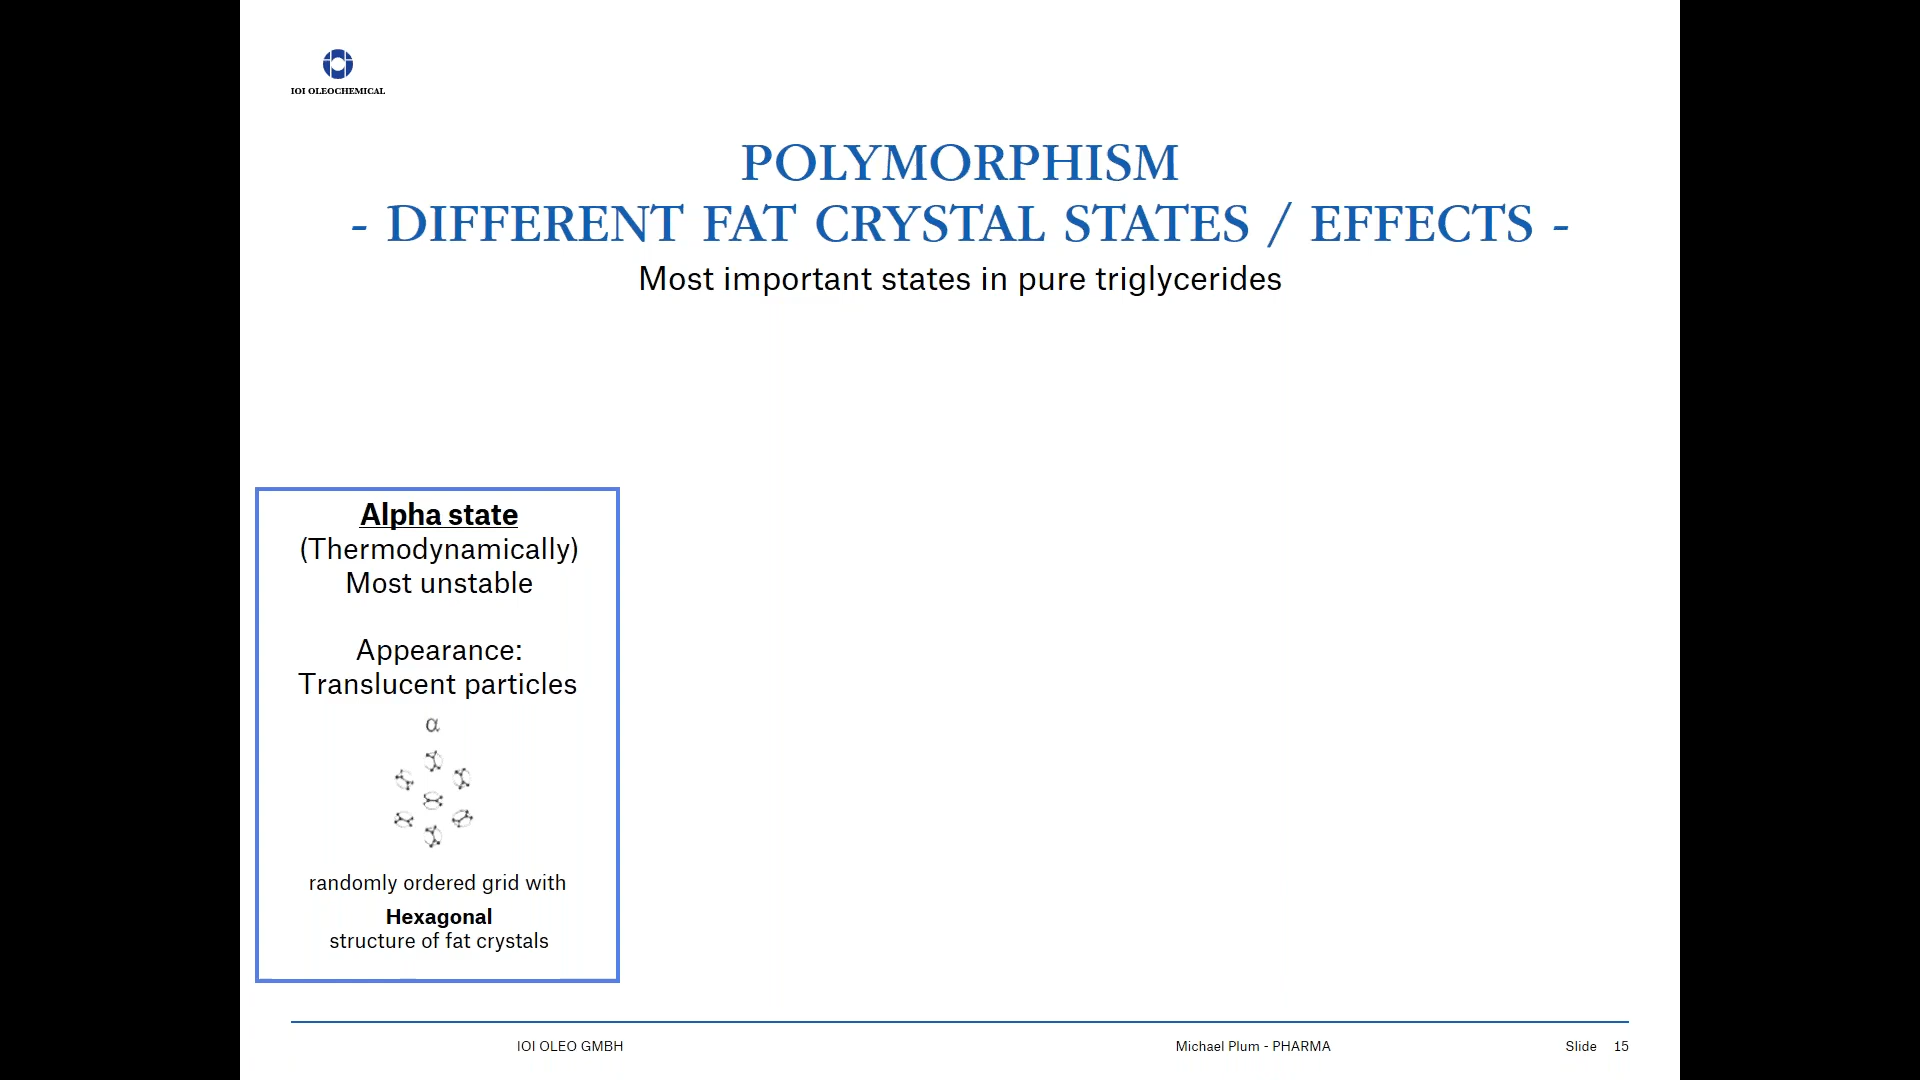 IOI OLEOCHEMICAL
POLYMORPHISM
- DIFFERENT FAT CRYSTAL STATES / EFFECTS -
Most important states in pure triglycerides
Alpha state
(Thermodynamically)
Most unstable
Appearance:
Translucent particles
α
randomly ordered grid with
Hexagonal
structure of fat crystals
IOI OLEO GMBH
Michael Plum - PHARMA
Slide 15